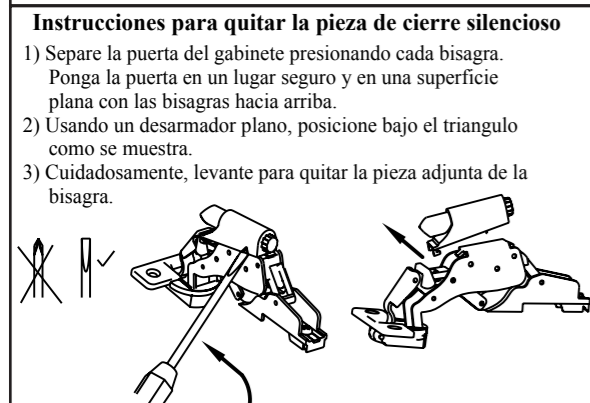 Instrucciones para quitar la pieza de cierre silencioso
1) Separe la puerta del gabinete presionando cada bisagra.
Ponga la puerta en un lugar seguro y en una superficie
plana con las bisagras hacia arriba.
2) Usando un desarmador plano, posicione bajo el triangulo
como se muestra.
3) Cuidadosamente, levante para quitar la pieza adjunta de la
bisagra.